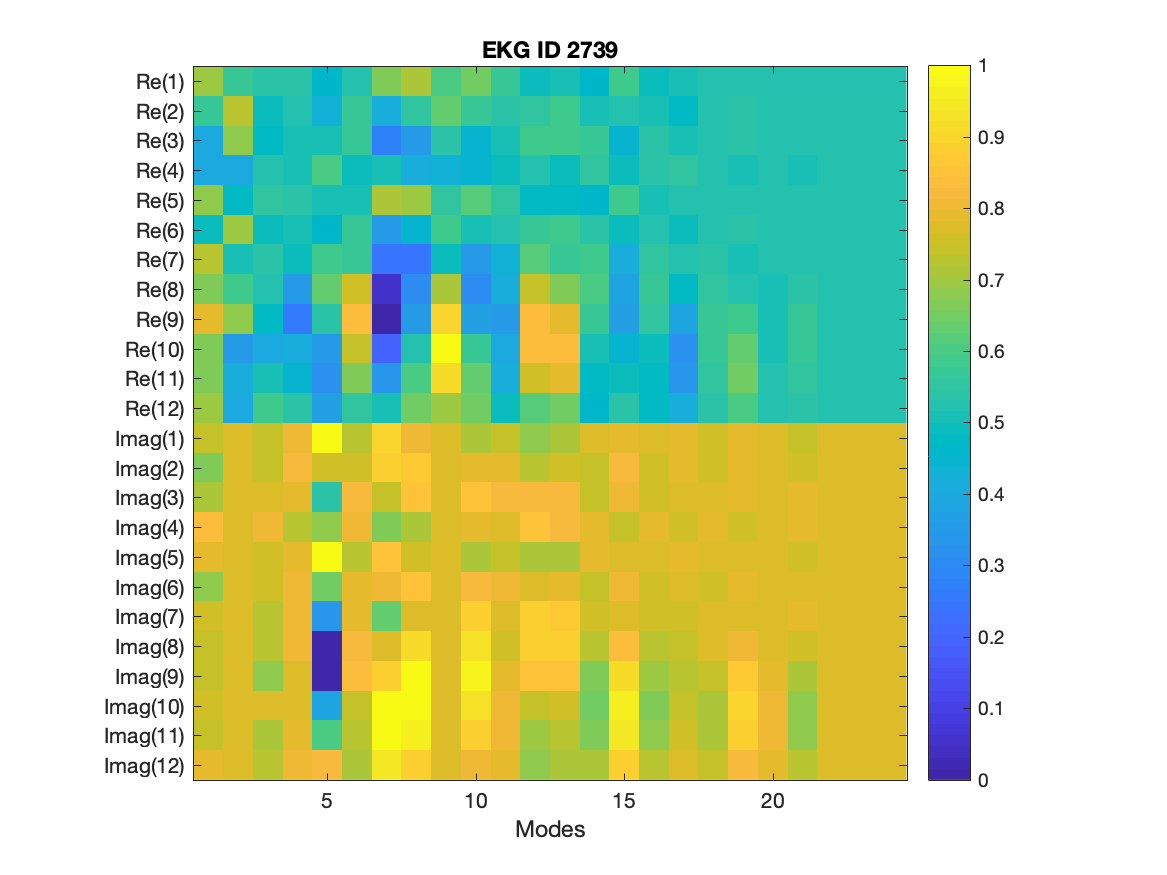 EKG ID 2739
Re(1)
Re(2)
Re(3)
Re(4)
Re(5)
Re(6)
Re(7)
Re(8)
Re(9)
Re(10)
Re(11)
Re(12)
Imag(1)
Imag(2)
Imag(3)
Imag(4)
Imag(5)
Imag(6)
Imag(7)
Imag(8)
Imag(9)
Imag(10)
Imag(11)
Imag(12)
5 10 15 20
Modes
1
0.9
0.8
0.7
0.6
0.5
0.4
0.3
0.2
0.1
0